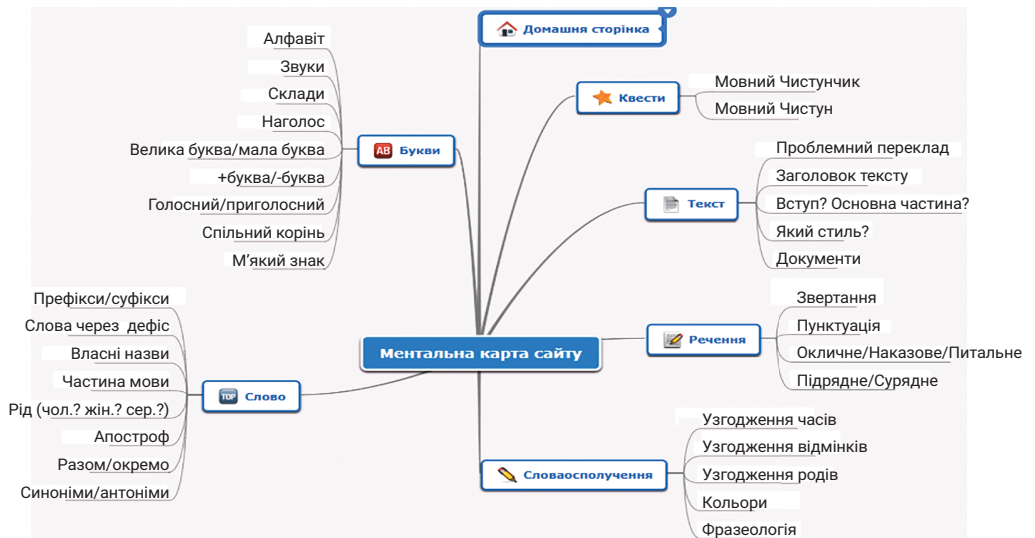 Домашня сторінка
Квести
Мовний Чистунчик
Мовний Чистун
Текст
Проблемний переклад
Заголовок тексту
Вступ? Основна частина?
Який стиль?
Документи
Речення
Звертання
Пунктуація
Окличне/Наказове/Питальне
Підрядне/Сурядне
Словаосполучення
Узгодження часів
Узгодження відмінків
Узгодження родів
Кольори
Фразеологія
Ментальна карта сайту
Букви
Алфавіт
Звуки
Склади
Наголос
Велика буква/мала буква
+буква/-буква
Голосний/приголосний
Спільний корінь
М’який знак
Слово
Префікси/суфікси
Слова через дефіс
Власні назви
Частина мови
Рід (чол.? жін.? сер.?)
Апостроф
Разом/окремо
Синоніми/антоніми
AB
TOP